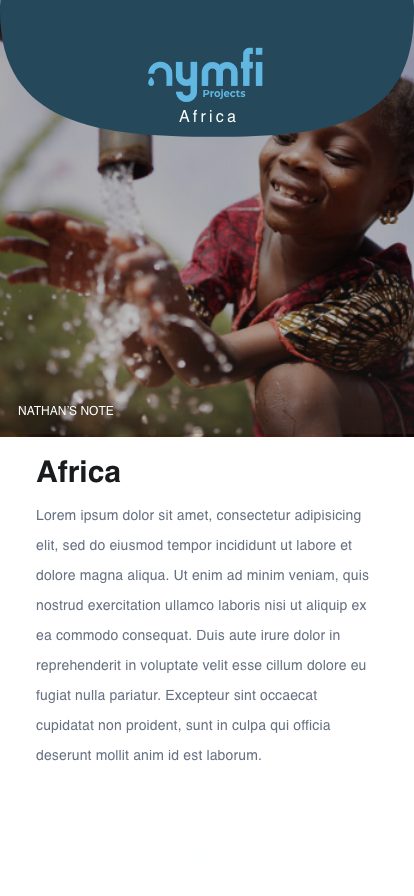 nymfi
Projects
Africa
NATHAN'S NOTE
Africa
Lorem ipsum dolor sit amet, consectetur adipisicing
elit, sed do eiusmod tempor incididunt ut labore et
dolore magna aliqua. Ut enim ad minim veniam, quis
nostrud exercitation ullamco laboris nisi ut aliquip ex
ea commodo consequat. Duis aute irure dolor in
reprehenderit in voluptate velit esse cillum dolore eu
fugiat nulla pariatur. Excepteur sint occaecat
cupidatat non proident, sunt in culpa qui officia
deserunt mollit anim id est laborum.